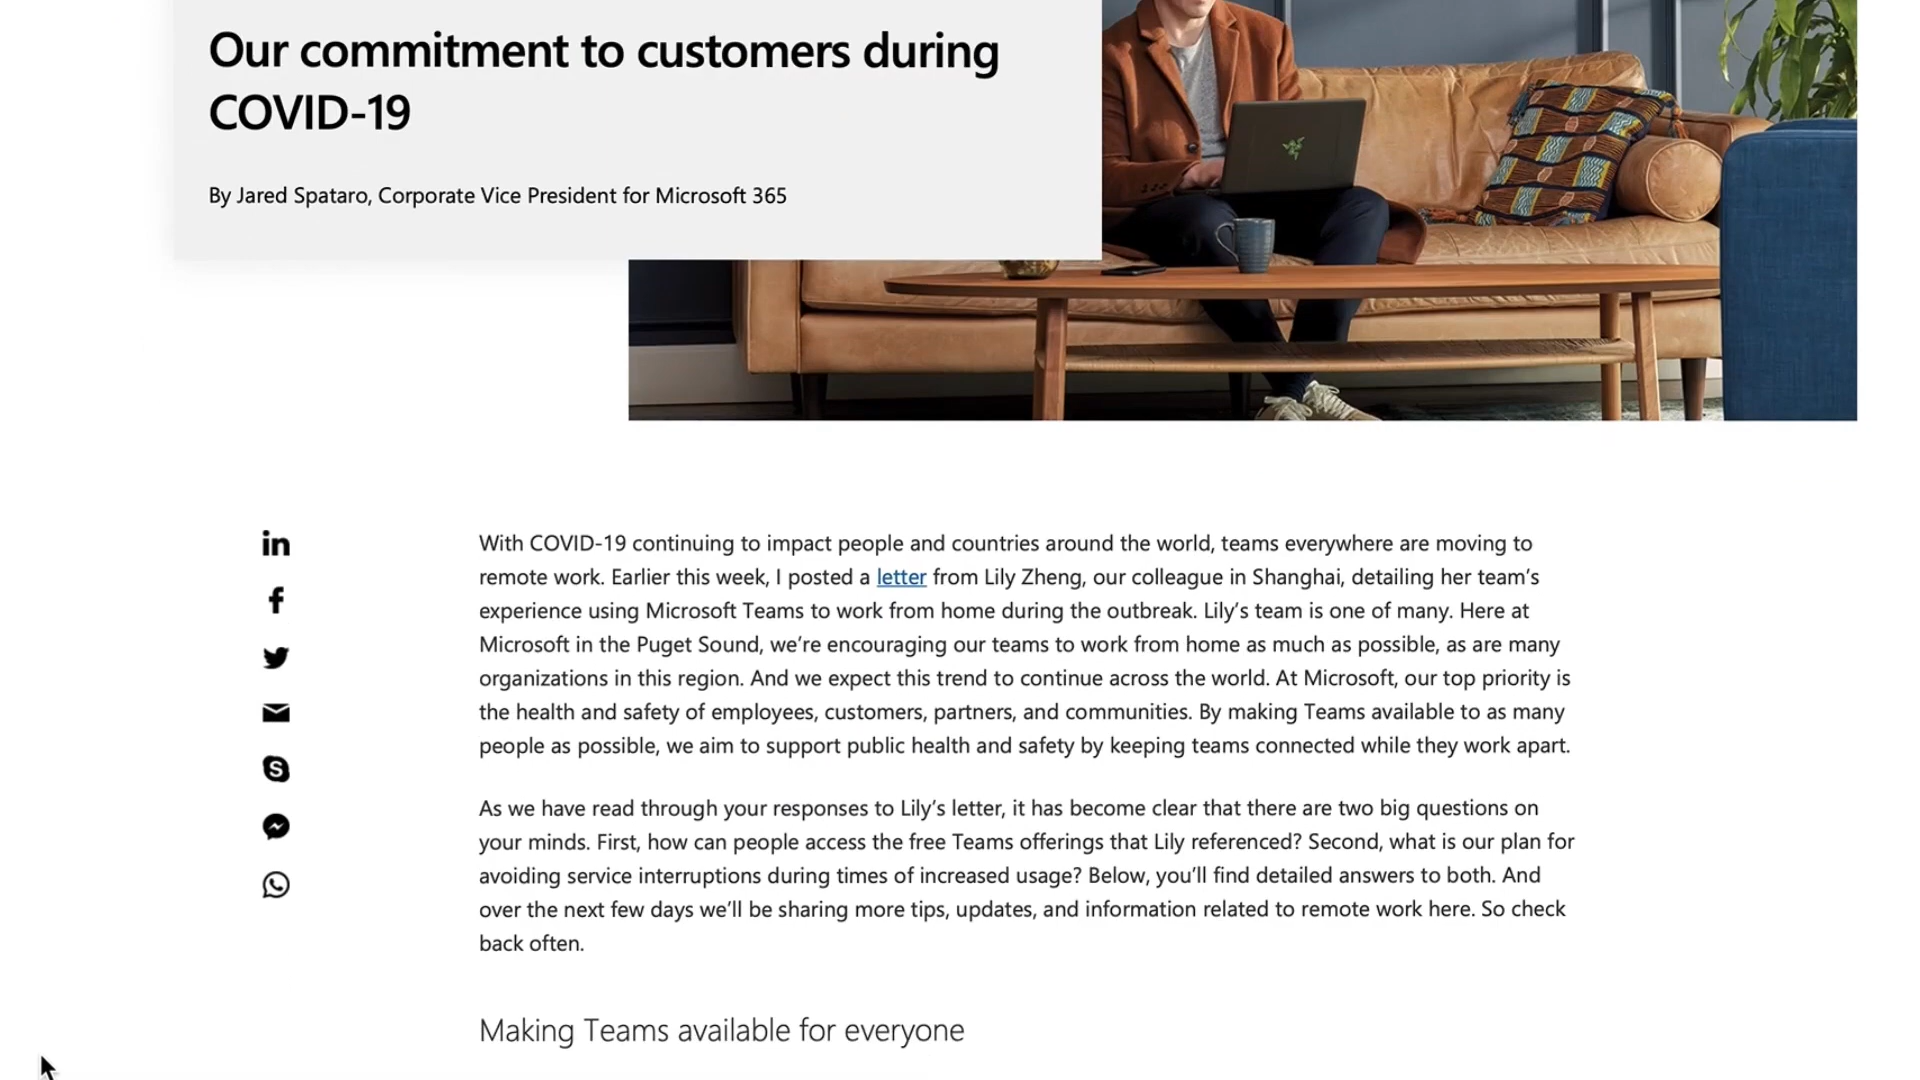 Our commitment to customers during
COVID-19
By Jared Spataro, Corporate Vice President for Microsoft 365
With COVID-19 continuing to impact people and countries around the world, teams everywhere are moving to
remote work. Earlier this week, I posted a letter from Lily Zheng, our colleague in Shanghai, detailing her team’s
experience using Microsoft Teams to work from home during the outbreak. Lily’s team is one of many. Here at
Microsoft in the Puget Sound, we’re encouraging our teams to work from home as much as possible, as are many
organizations in this region. And we expect this trend to continue across the world. At Microsoft, our top priority is
the health and safety of employees, customers, partners, and communities. By making Teams available to as many
people as possible, we aim to support public health and safety by keeping teams connected while they work apart.
As we have read through your responses to Lily’s letter, it has become clear that there are two big questions on
your minds. First, how can people access the free Teams offerings that Lily referenced? Second, what is our plan for
avoiding service interruptions during times of increased usage? Below, you’ll find detailed answers to both. And
over the next few days we’ll be sharing more tips, updates, and information related to remote work here. So check
back often.
Making Teams available for everyone